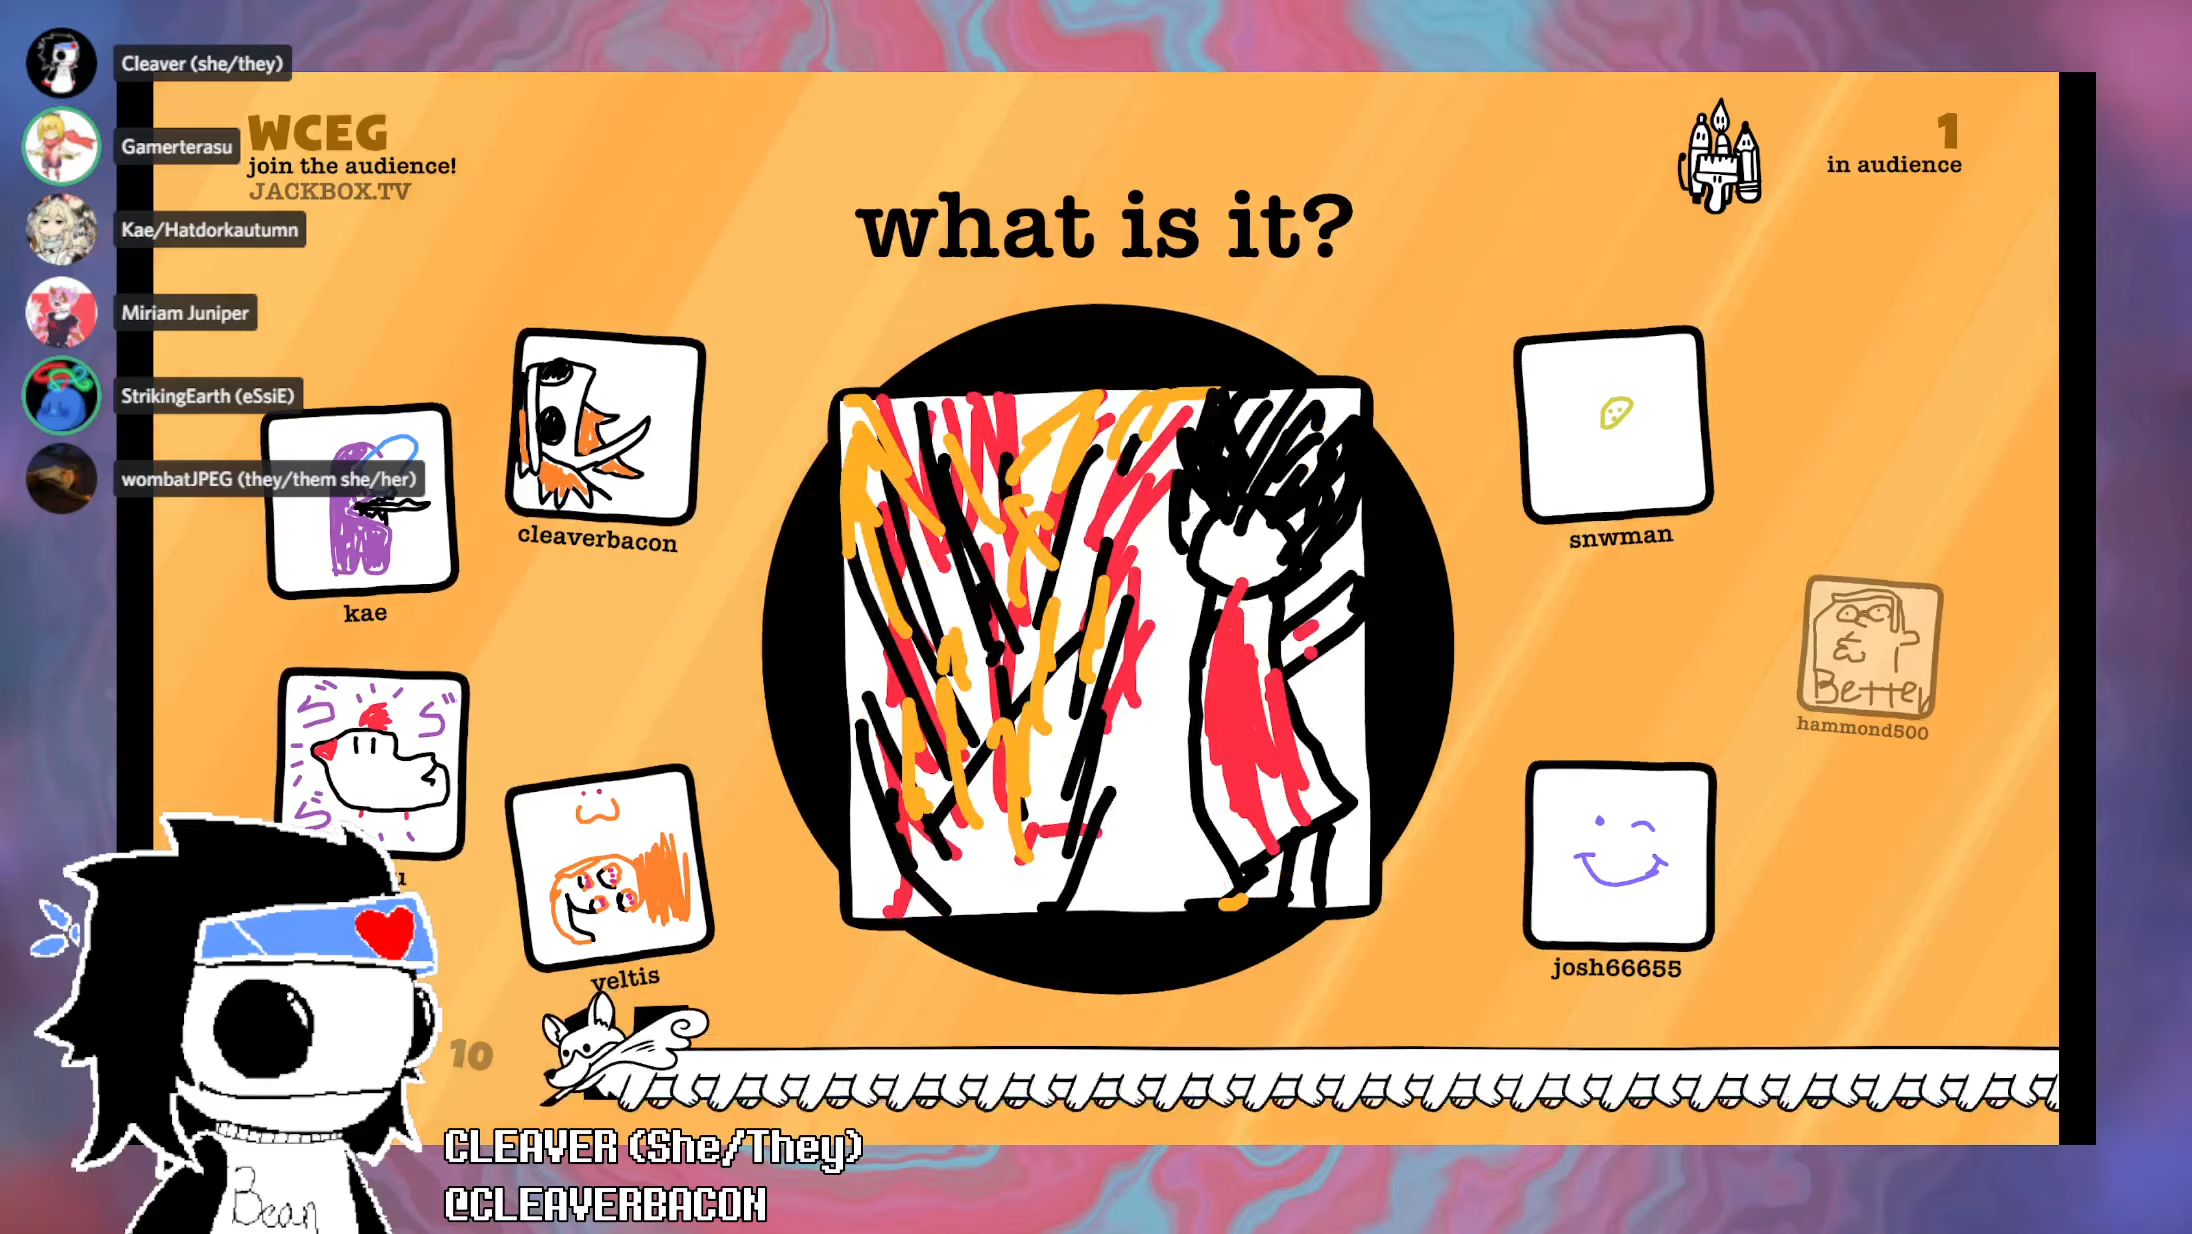 Cleaver (she/they)
Gamerterasu
Kae/Hatdorkautumn
Miriam Juniper
StrikingEarth (eSsiE)
wombatJPEG (they/them she/her)
WCEG
join the audience!
JACKBOX.TV
1
in audience
what is it?
kae
cleaverbacon
veltis
snwman
Better
hammond500
josh66655
10
Bean
CLEAVER (She/They)
@CLEAVERBACON